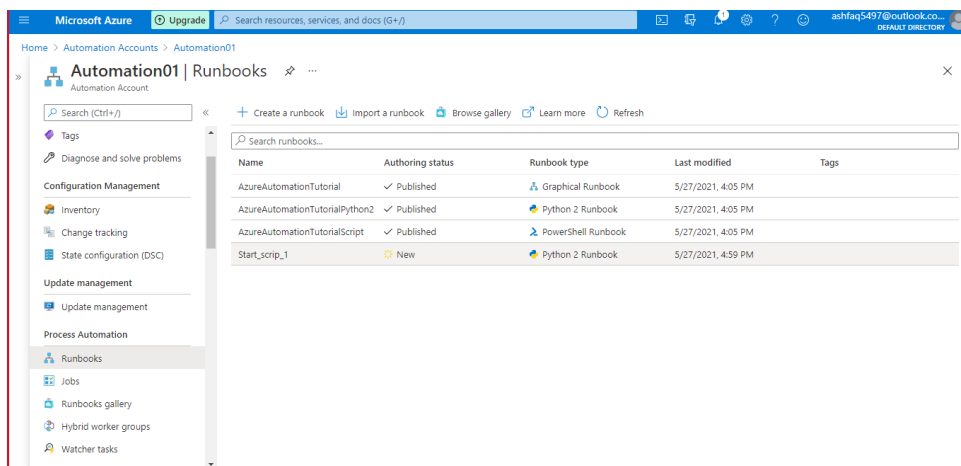 Microsoft Azure
Upgrade
Search resources, services, and docs (G+/)
1
ashfaq5497@outlook.co...
DEFAULT DIRECTORY
Home > Automation Accounts > Automation01
»
Automation01 | Runbooks
...
Automation Account
Search (Ctrl+/)
«
Create a runbook
Import a runbook
Browse gallery
Learn more
Refresh
Tags
Diagnose and solve problems
Configuration Management
Inventory
Change tracking
State configuration (DSC)
Update management
Update management
Process Automation
Runbooks
Jobs
Runbooks gallery
Hybrid worker groups
Watcher tasks
Search runbooks...
Name Authoring status Runbook type Last modified Tags
AzureAutomationTutorial Published Graphical Runbook 5/27/2021, 4:05 PM
AzureAutomationTutorialPython2 Published Python 2 Runbook 5/27/2021, 4:05 PM
AzureAutomationTutorialScript Published PowerShell Runbook 5/27/2021, 4:05 PM
Start_scrip_1 New Python 2 Runbook 5/27/2021, 4:59 PM